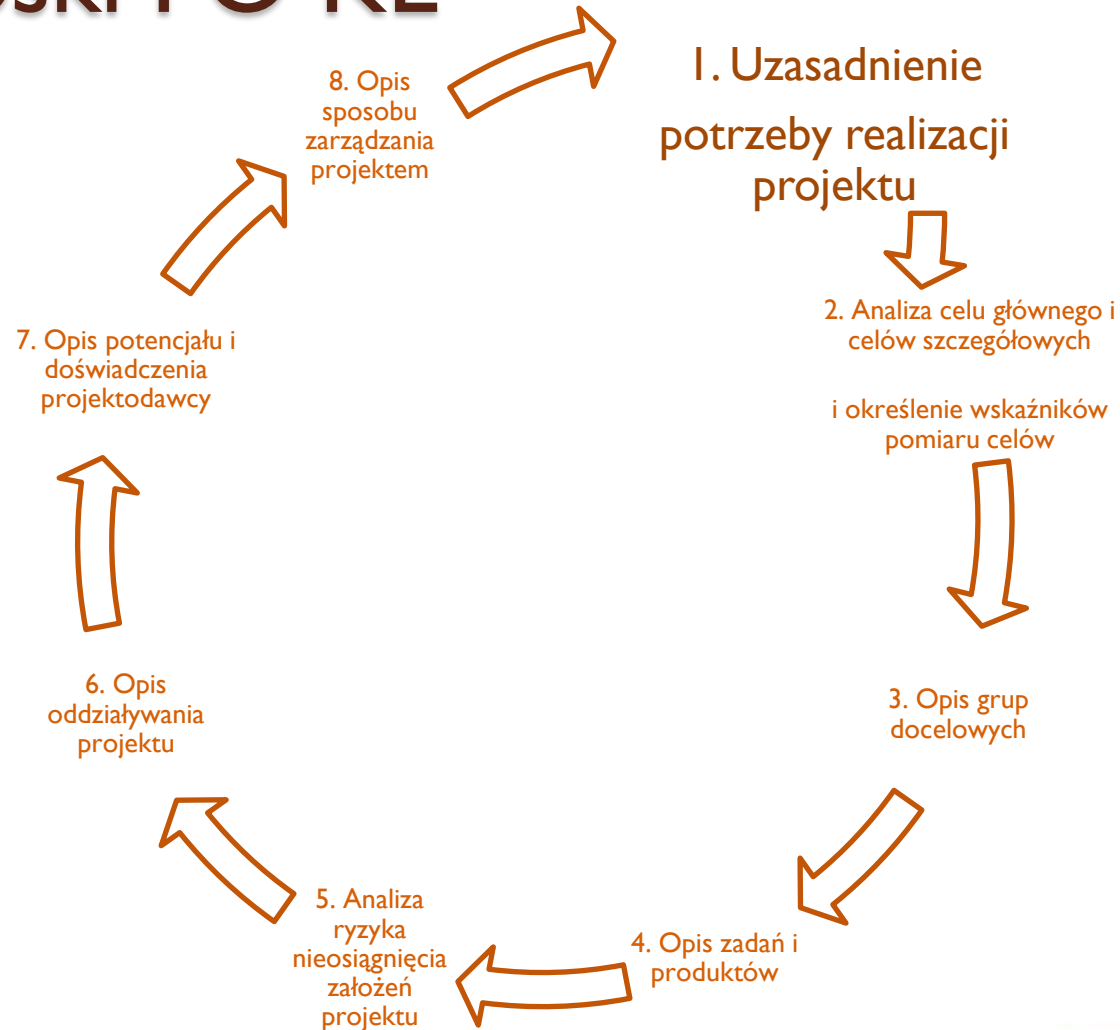 PO KL
1. Uzasadnienie
potrzeby realizacji
projektu
2. Analiza celu głównego i
celów szczegółowych
i określenie wskaźników
pomiaru celów
3. Opis grup
docelowych
4. Opis zadań i
produktów
5. Analiza
ryzyka
nieosiągnięcia
założeń
projektu
6. Opis
oddziaływania
projektu
7. Opis potencjału i
doświadczenia
projektodawcy
8. Opis
sposobu
zarządzania
projektem